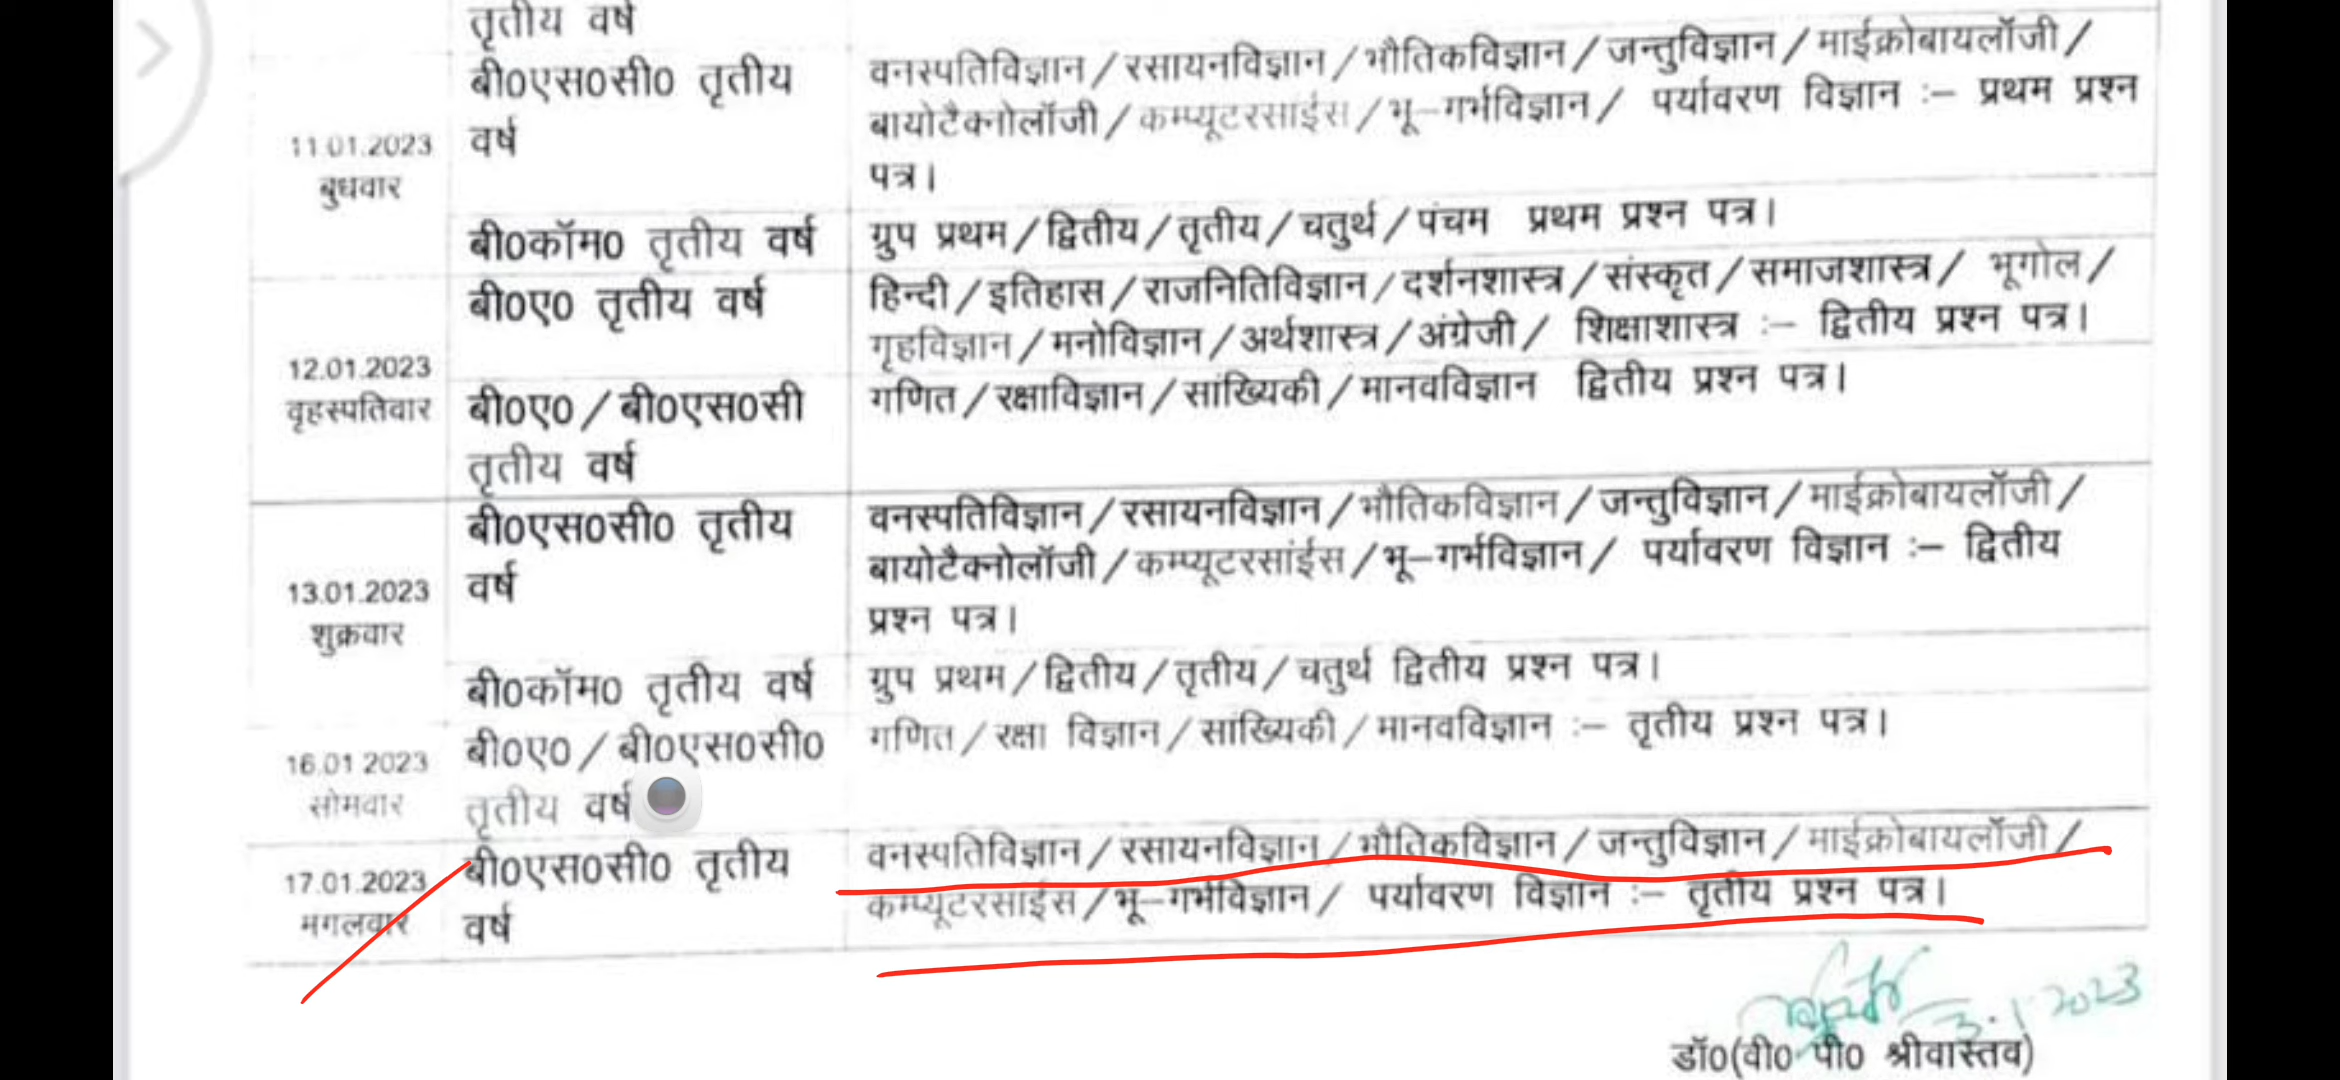 तृतीय वर्ष
11.01.2023
बुधवार
बी0एस0सी0 तृतीय
वर्ष
वनस्पतिविज्ञान / रसायनविज्ञान / भौतिकविज्ञान / जन्तुविज्ञान / माईक्रोबायलॉजी /
बायोटैक्नोलॉजी / कम्प्यूटरसाईंस / भू–गर्भविज्ञान / पर्यावरण विज्ञान :– प्रथम प्रश्न
पत्र।
बी0कॉम0 तृतीय वर्ष
ग्रुप प्रथम / द्वितीय / तृतीय / चतुर्थ / पंचम प्रथम प्रश्न पत्र।
12.01.2023
वृहस्पतिवार
बी0ए0 तृतीय वर्ष
हिन्दी / इतिहास / राजनितिविज्ञान / दर्शनशास्त्र / संस्कृत / समाजशास्त्र / भूगोल /
गृहविज्ञान / मनोविज्ञान / अर्थशास्त्र / अंग्रेजी / शिक्षाशास्त्र :– द्वितीय प्रश्न पत्र।
बी0ए0 / बी0एस0सी
तृतीय वर्ष
गणित / रक्षाविज्ञान / सांख्यिकी / मानवविज्ञान द्वितीय प्रश्न पत्र।
13.01.2023
शुक्रवार
बी0एस0सी0 तृतीय
वर्ष
वनस्पतिविज्ञान / रसायनविज्ञान / भौतिकविज्ञान / जन्तुविज्ञान / माईक्रोबायलॉजी /
बायोटैक्नोलॉजी / कम्प्यूटरसांईस / भू–गर्भविज्ञान / पर्यावरण विज्ञान :– द्वितीय
प्रश्न पत्र।
बी0कॉम0 तृतीय वर्ष
ग्रुप प्रथम / द्वितीय / तृतीय / चतुर्थ द्वितीय प्रश्न पत्र।
16.01.2023
सोमवार
बी0ए0 / बी0एस0सी0
तृतीय वर्ष
गणित / रक्षा विज्ञान / सांख्यिकी / मानवविज्ञान :– तृतीय प्रश्न पत्र।
17.01.2023
मगलवार
बी0एस0सी0 तृतीय
वर्ष
वनस्पतिविज्ञान / रसायनविज्ञान / भौतिकविज्ञान / जन्तुविज्ञान / माईक्रोबायलॉजी /
कम्प्यूटरसाईंस / भू–गर्भविज्ञान / पर्यावरण विज्ञान :– तृतीय प्रश्न पत्र।
3.1.2023
डॉ0(वी0 पी0 श्रीवास्तव)